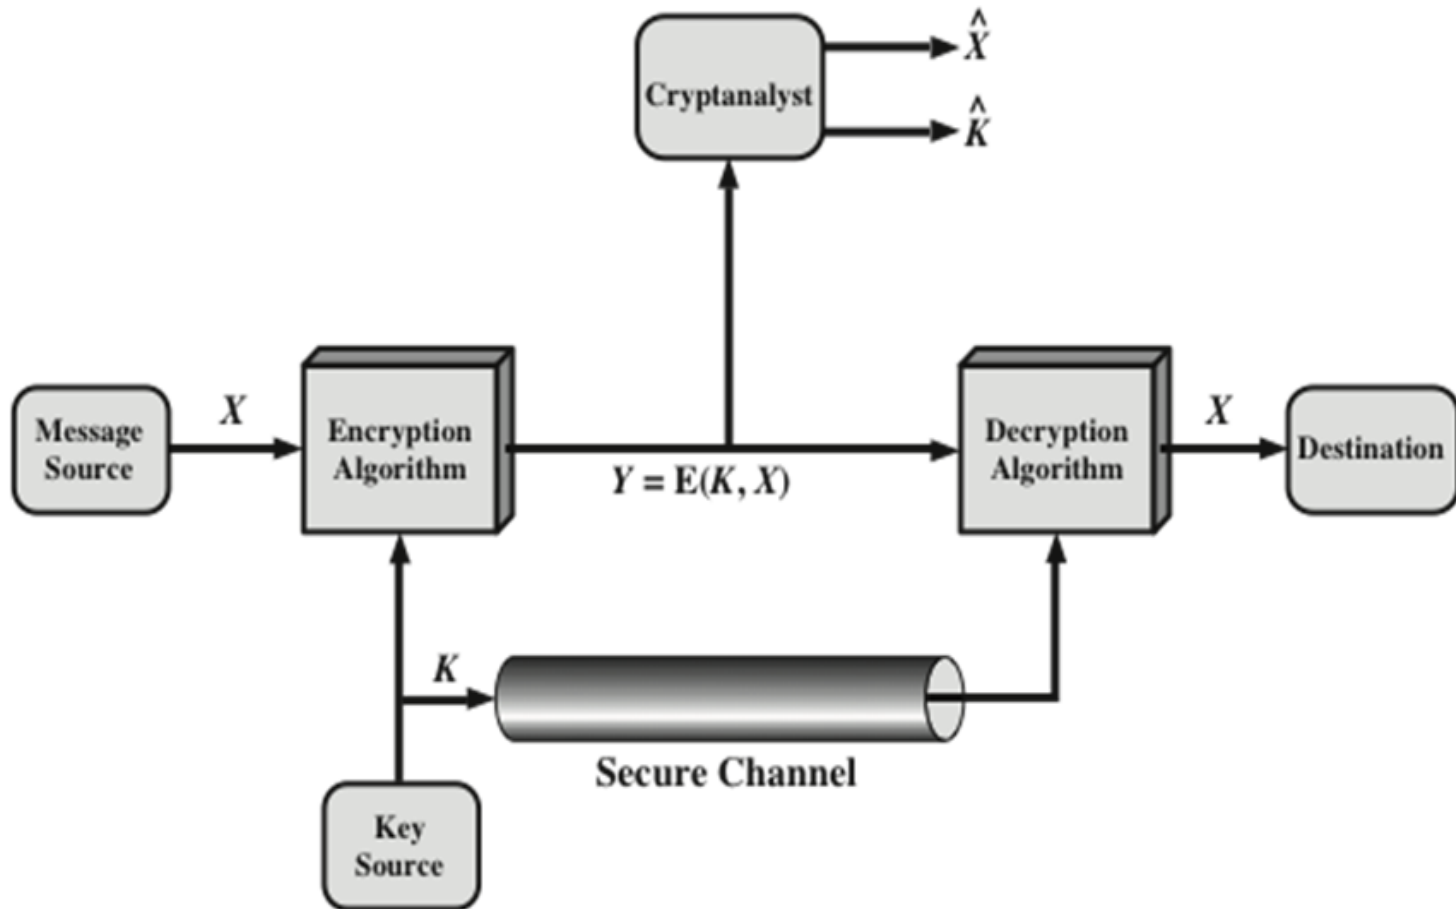 X̂
Cryptanalyst
K̂
Message
Source
X
Encryption
Algorithm
Y = E(K, X)
Decryption
Algorithm
X
Destination
K
Secure Channel
Key
Source